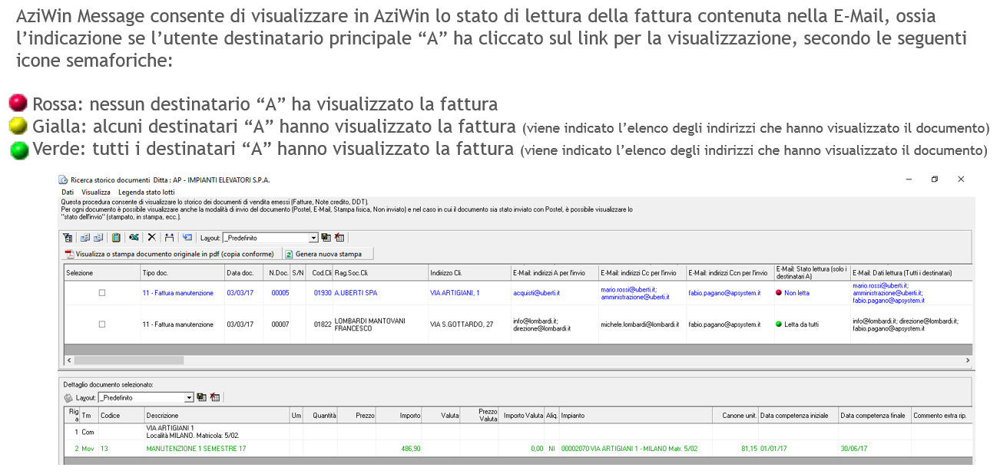 AziWin Message consente di visualizzare in AziWin lo stato di lettura della fattura contenuta nella E-Mail, ossia
l'indicazione se l'utente destinatario principale “A” ha cliccato sul link per la visualizzazione, secondo le seguenti
icone semaforiche:
Rossa: nessun destinatario “A” ha visualizzato la fattura
Gialla: alcuni destinatari “A” hanno visualizzato la fattura (viene indicato l'elenco degli indirizzi che hanno visualizzato il documento)
Verde: tutti i destinatari “A” hanno visualizzato la fattura (viene indicato l'elenco degli indirizzi che hanno visualizzato il documento)
Ricerca storico documenti Ditta : AP - IMPIANTI ELEVATORI S.P.A.
Dati Visualizza Legenda stato lotti
Questa procedura consente di visualizzare lo storico dei documenti di vendita emessi (Fatture, Note credito, DDT).
Per ogni documento è possibile visualizzare anche la modalità di invio del documento (Postel, E-Mail, Stampa fisica, Non inviato) e nel caso in cui il documento sia stato inviato con Postel, è possibile visualizzare lo
"stato dell'invio" (stampato, in stampa, ecc.).
Layout: _Predefinito
Visualizza o stampa documento originale in pdf (copia conforme) Genera nuova stampa
Selezione Tipo doc. Data doc. N.Doc. S/N Cod.Cli Rag.Soc.Cli. Indirizzo Cli. E-Mail: indirizzi A per l'invio E-Mail: indirizzi Cc per l'invio E-Mail: indirizzi Ccn per l'invio E-Mail: Stato lettura (solo i destinatari A) E-Mail: Dati lettura (Tutti i destinatari)
11 - Fattura manutenzione 03/03/17 00005 01930 A.UBERTI SPA VIA ARTIGIANI, 1 acquisti@uberti.it mario.rossi@uberti.it; amministrazione@uberti.it fabio.pagano@apsystem.it Non letta mario.rossi@uberti.it; amministrazione@uberti.it; fabio.pagano@apsystem.it
11 - Fattura manutenzione 03/03/17 00007 01822 LOMBARDI MANTOVANI FRANCESCO VIA S.GOTTARDO, 27 info@lombardi.it; direzione@lombardi.it michele.lombardi@lombardi.it fabio.pagano@apsystem.it Letta da tutti info@lombardi.it; direzione@lombardi.it; fabio.pagano@apsystem.it
Dettaglio documento selezionato:
Layout: _Predefinito
Riga Tm Codice Descrizione Um Quantità Prezzo Importo Valuta Prezzo Valuta Importo Valuta Aliq. Impianto Canone unit. Data competenza iniziale Data competenza finale Commento extra rip.
1 Com VIA ARTIGIANI 1
Località MILANO. Matricola: 5/02.
2 Mov 13 MANUTENZIONE 1 SEMESTRE 17 486,90 0,00 NI 00002070 VIA ARTIGIANI 1 - MILANO Matr. 5/02 81,15 01/01/17 30/06/17